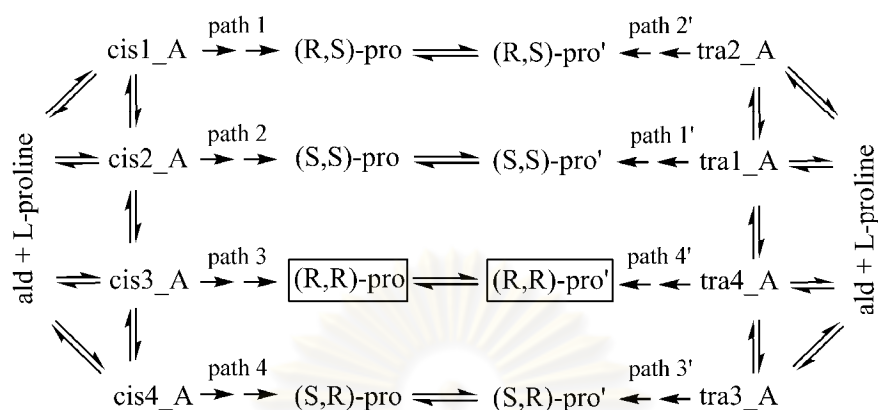 path 1 path 2'
cis1_A (R,S)-pro (R,S)-pro' tra2_A
path 2 path 1'
cis2_A (S,S)-pro (S,S)-pro' tra1_A
ald + L-proline ald + L-proline
path 3 path 4'
cis3_A (R,R)-pro (R,R)-pro' tra4_A
path 4 path 3'
cis4_A (S,R)-pro (S,R)-pro' tra3_A